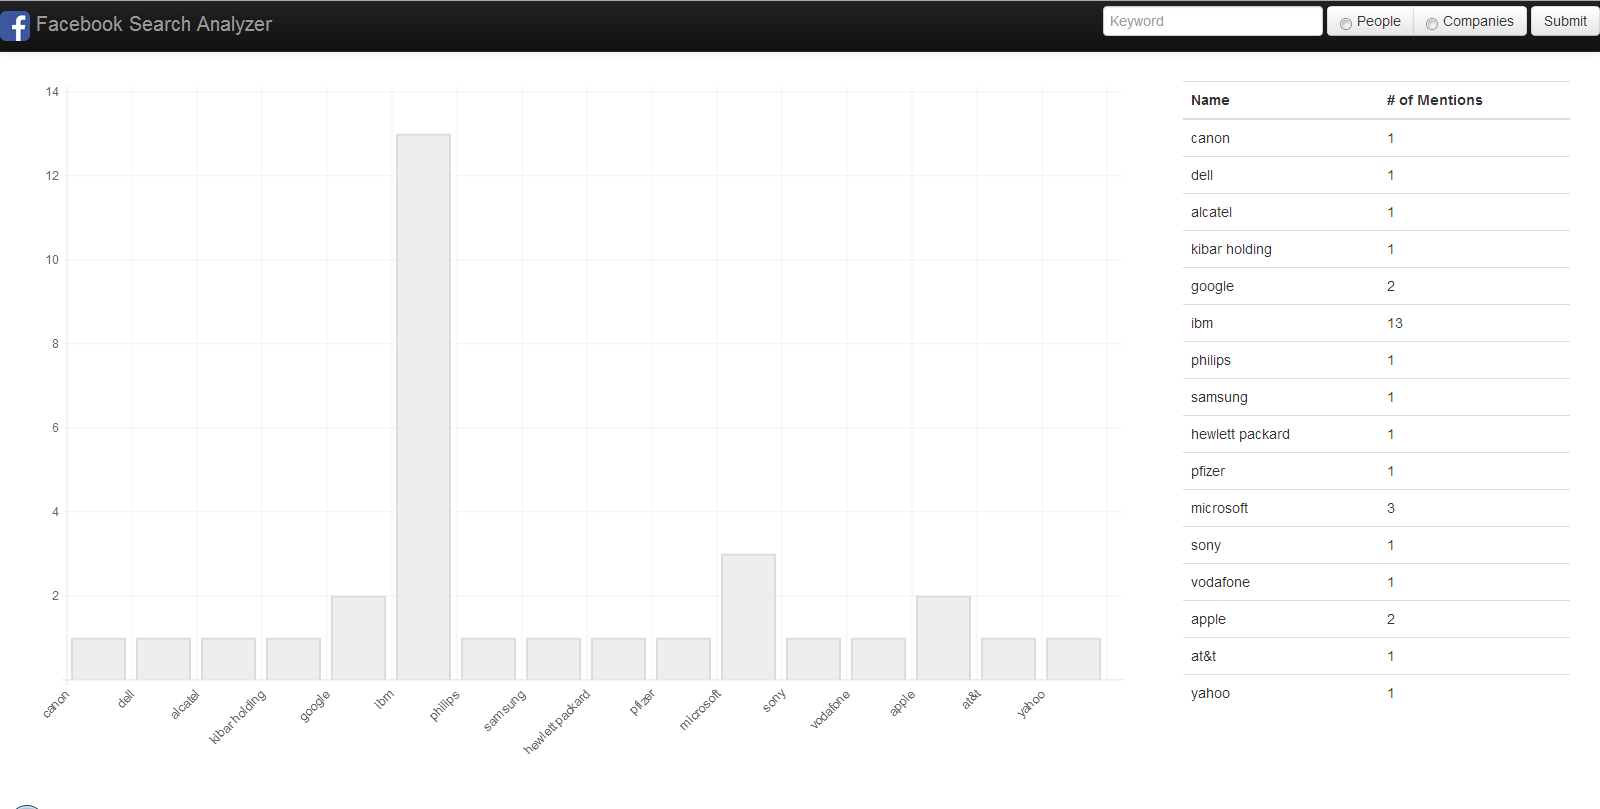 Facebook Search Analyzer
Keyword
People
Companies
Submit
14
12
10
8
6
4
2
canon
dell
alcatel
kibar holding
google
ibm
philips
samsung
hewlett packard
pfizer
microsoft
sony
vodafone
apple
at&t
yahoo
Name # of Mentions
canon 1
dell 1
alcatel 1
kibar holding 1
google 2
ibm 13
philips 1
samsung 1
hewlett packard 1
pfizer 1
microsoft 3
sony 1
vodafone 1
apple 2
at&t 1
yahoo 1